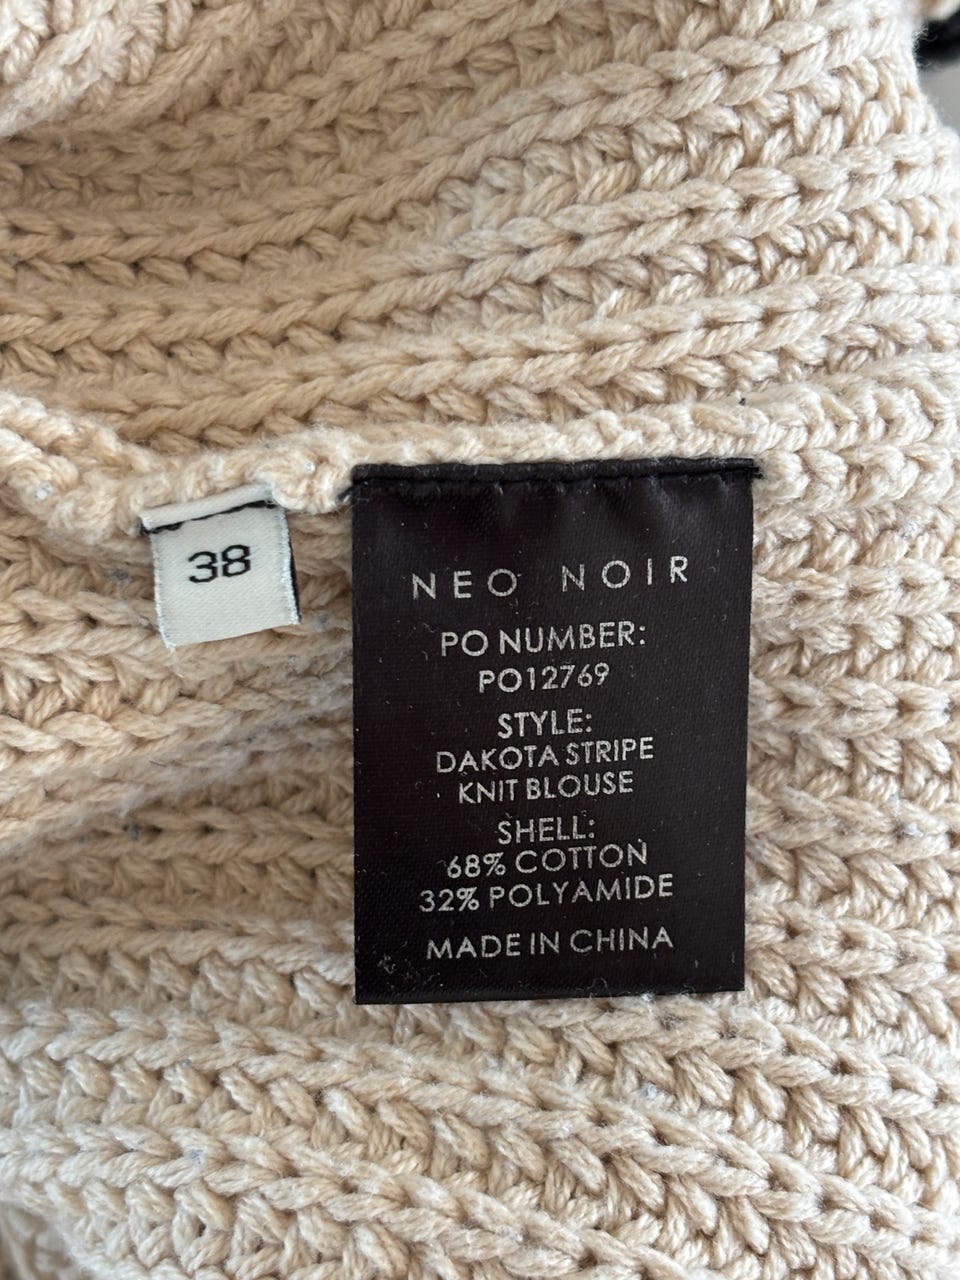 38
NEO NOIR
PO NUMBER:
PO12769
STYLE:
DAKOTA STRIPE
KNIT BLOUSE
SHELL:
68% COTTON
32% POLYAMIDE
MADE IN CHINA